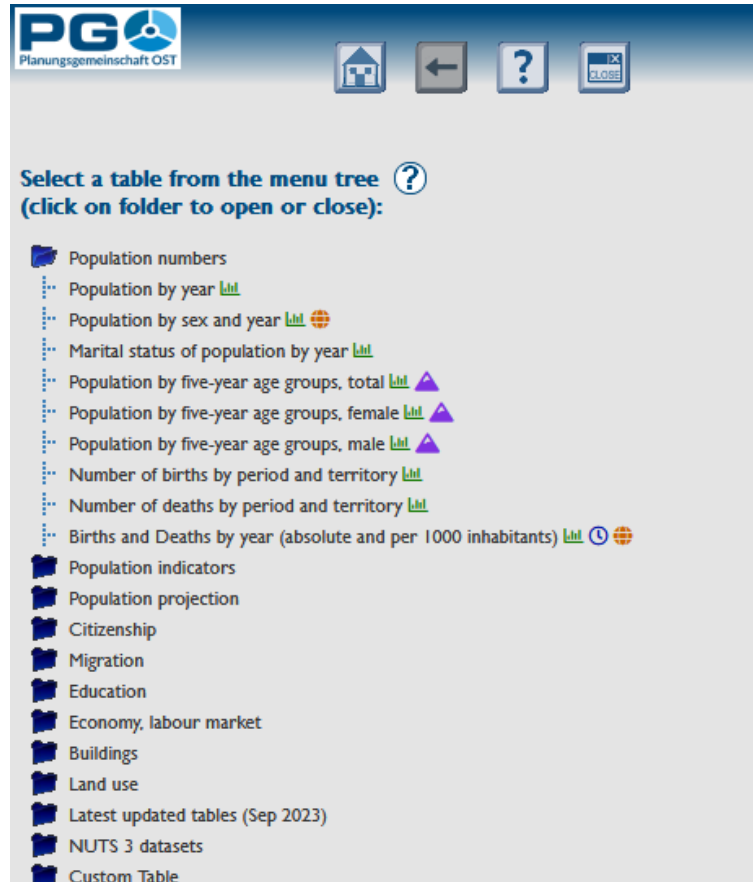 PGO
Planungsgemeinschaft OST
?
X
CLOSE
Select a table from the menu tree ?
(click on folder to open or close):
Population numbers
Population by year
Population by sex and year
Marital status of population by year
Population by five-year age groups, total
Population by five-year age groups, female
Population by five-year age groups, male
Number of births by period and territory
Number of deaths by period and territory
Births and Deaths by year (absolute and per 1000 inhabitants)
Population indicators
Population projection
Citizenship
Migration
Education
Economy, labour market
Buildings
Land use
Latest updated tables (Sep 2023)
NUTS 3 datasets
Custom Table